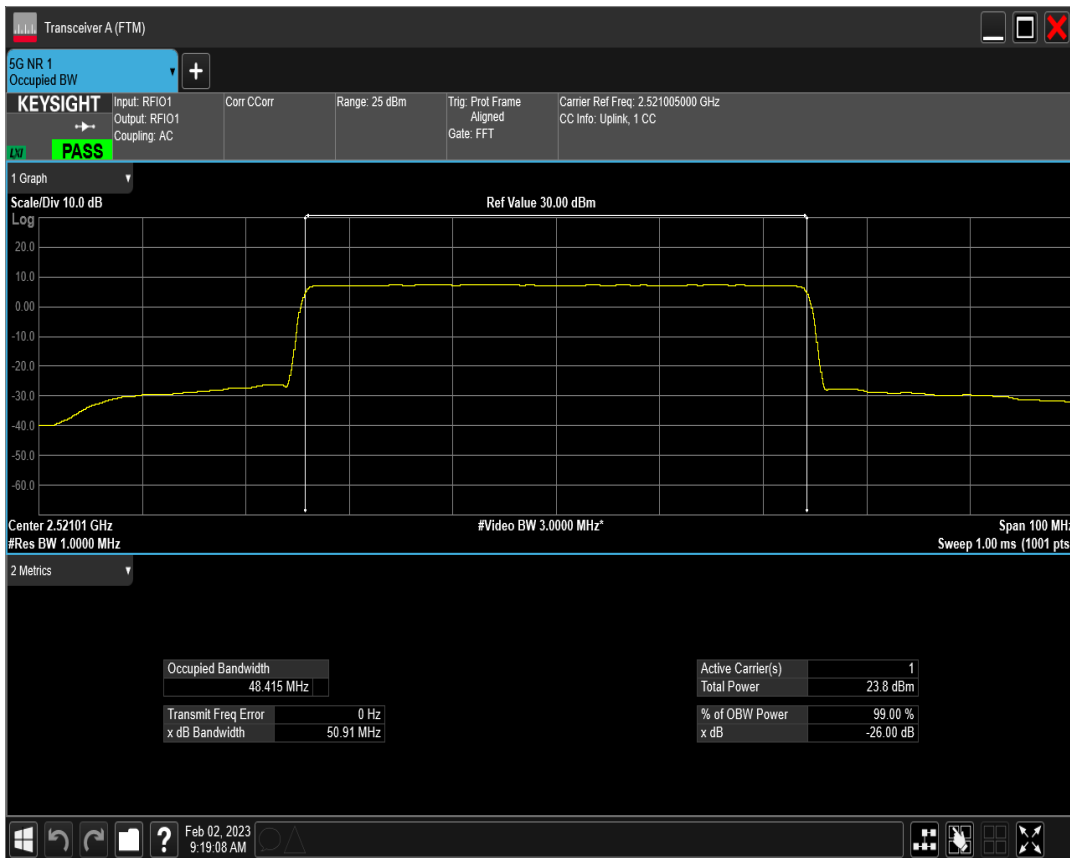 Transceiver A (FTM)
5G NR 1
Occupied BW
+
KEYSIGHT
LXI
PASS
Input: RFIO1
Output: RFIO1
Coupling: AC
Corr CCorr
Range: 25 dBm
Trig: Prot Frame
Aligned
Gate: FFT
Carrier Ref Freq: 2.521005000 GHz
CC Info: Uplink, 1 CC
1 Graph
Scale/Div 10.0 dB
Ref Value 30.00 dBm
Log
20.0
10.0
0.00
-10.0
-20.0
-30.0
-40.0
-50.0
-60.0
Center 2.52101 GHz
#Video BW 3.0000 MHz*
Span 100 MHz
#Res BW 1.0000 MHz
Sweep 1.00 ms (1001 pts
2 Metrics
Occupied Bandwidth
48.415 MHz
Transmit Freq Error 0 Hz
x dB Bandwidth 50.91 MHz
Active Carrier(s) 1
Total Power 23.8 dBm
% of OBW Power 99.00 %
x dB -26.00 dB
?
Feb 02, 2023
9:19:08 AM